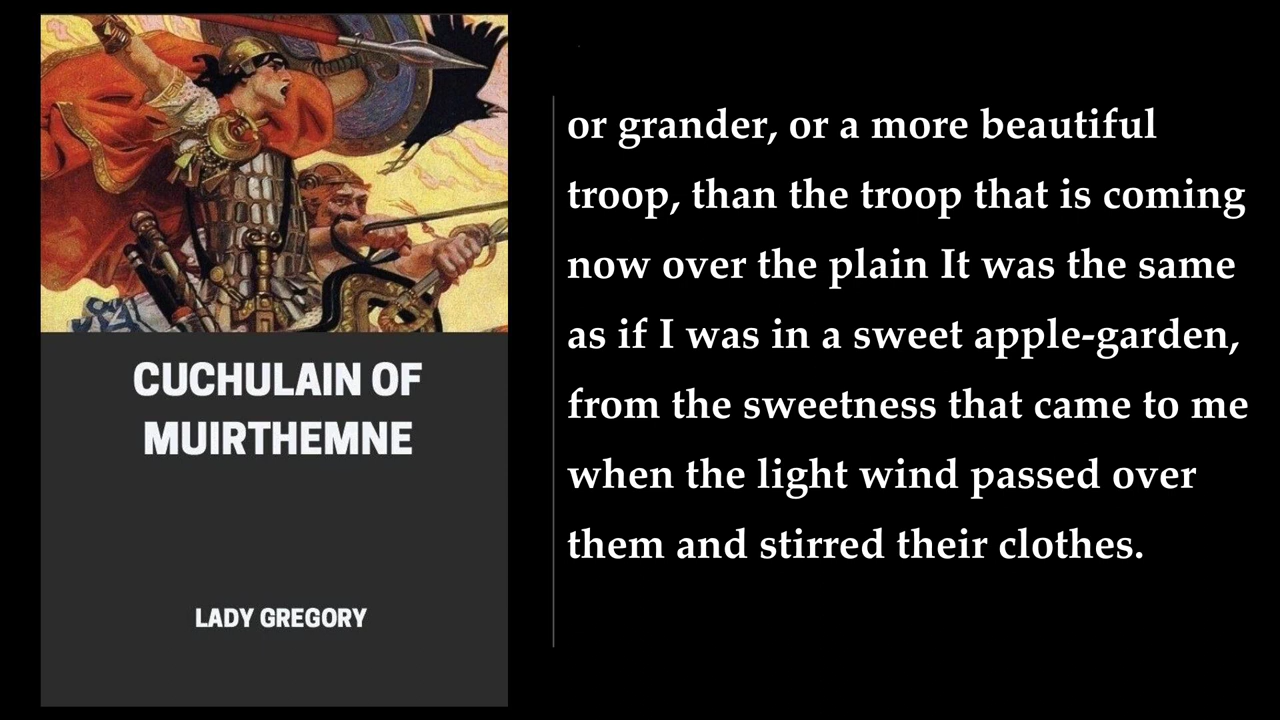 CUCHULAIN OF
MUIRTHEMNE
LADY GREGORY
or grander, or a more beautiful
troop, than the troop that is coming
now over the plain It was the same
as if I was in a sweet apple-garden,
from the sweetness that came to me
when the light wind passed over
them and stirred their clothes.